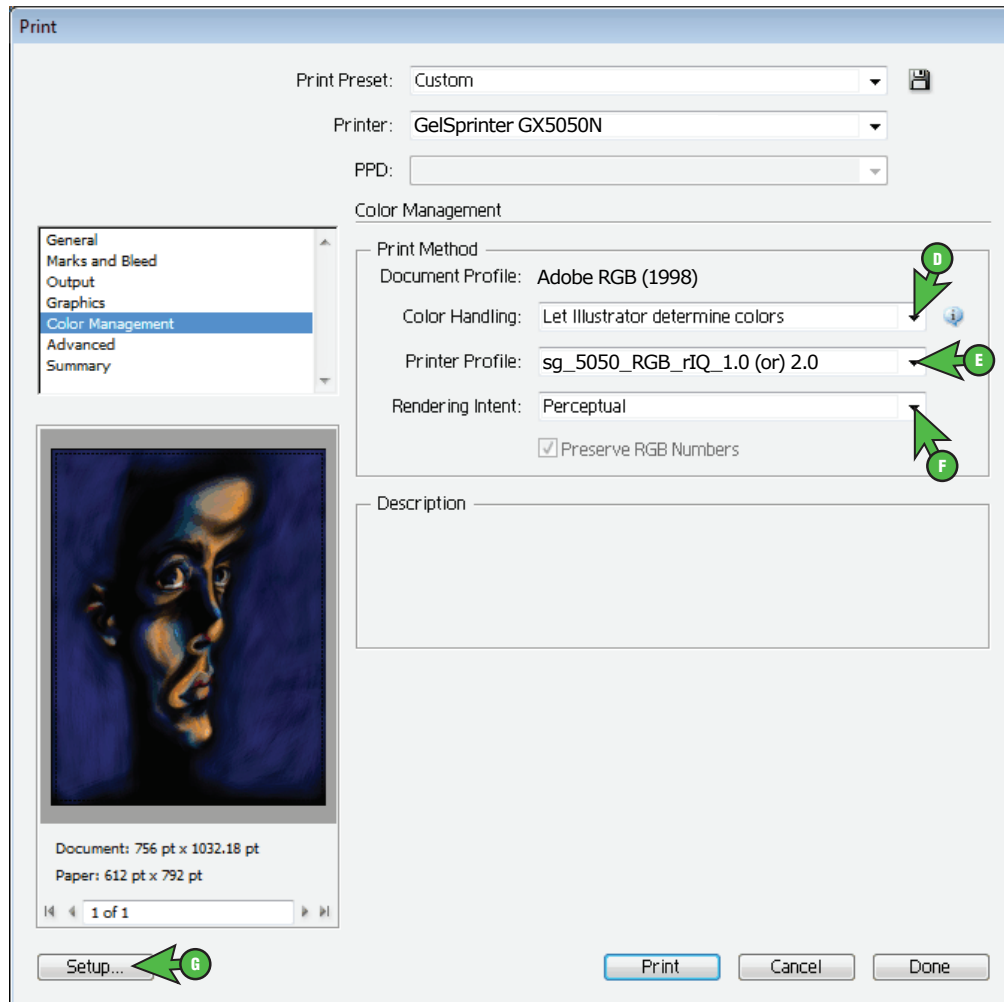 Print
Print Preset: Custom
Printer: GelSprinter GX5050N
PPD:
Color Management
General
Marks and Bleed
Output
Graphics
Color Management
Advanced
Summary
Print Method
Document Profile: Adobe RGB (1998)
D
Color Handling: Let Illustrator determine colors
Printer Profile: sg_5050_RGB_rIQ_1.0 (or) 2.0
E
Rendering Intent: Perceptual
Preserve RGB Numbers
F
Description
Document: 756 pt x 1032.18 pt
Paper: 612 pt x 792 pt
1 of 1
Setup...
G
Print
Cancel
Done